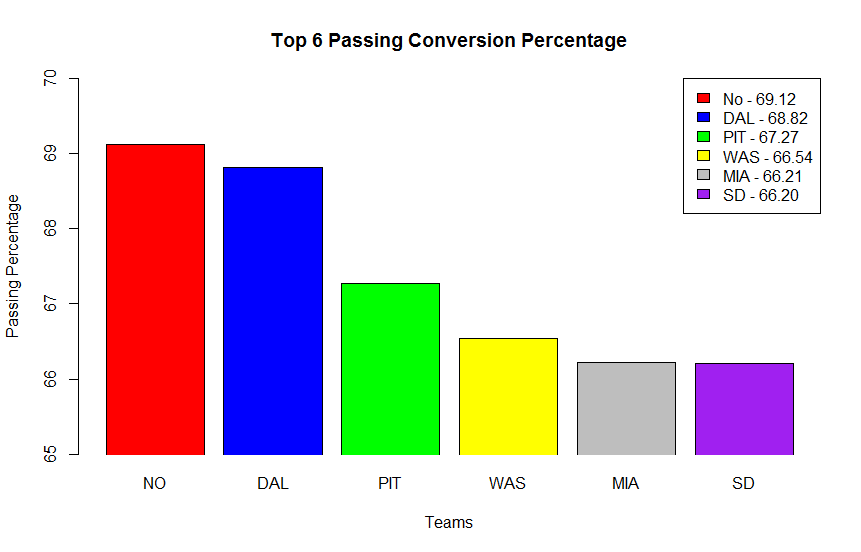 Top 6 Passing Conversion Percentage
70
69
68
67
66
65
Passing Percentage
No - 69.12
DAL - 68.82
PIT - 67.27
WAS - 66.54
MIA - 66.21
SD - 66.20
NO DAL PIT WAS MIA SD
Teams